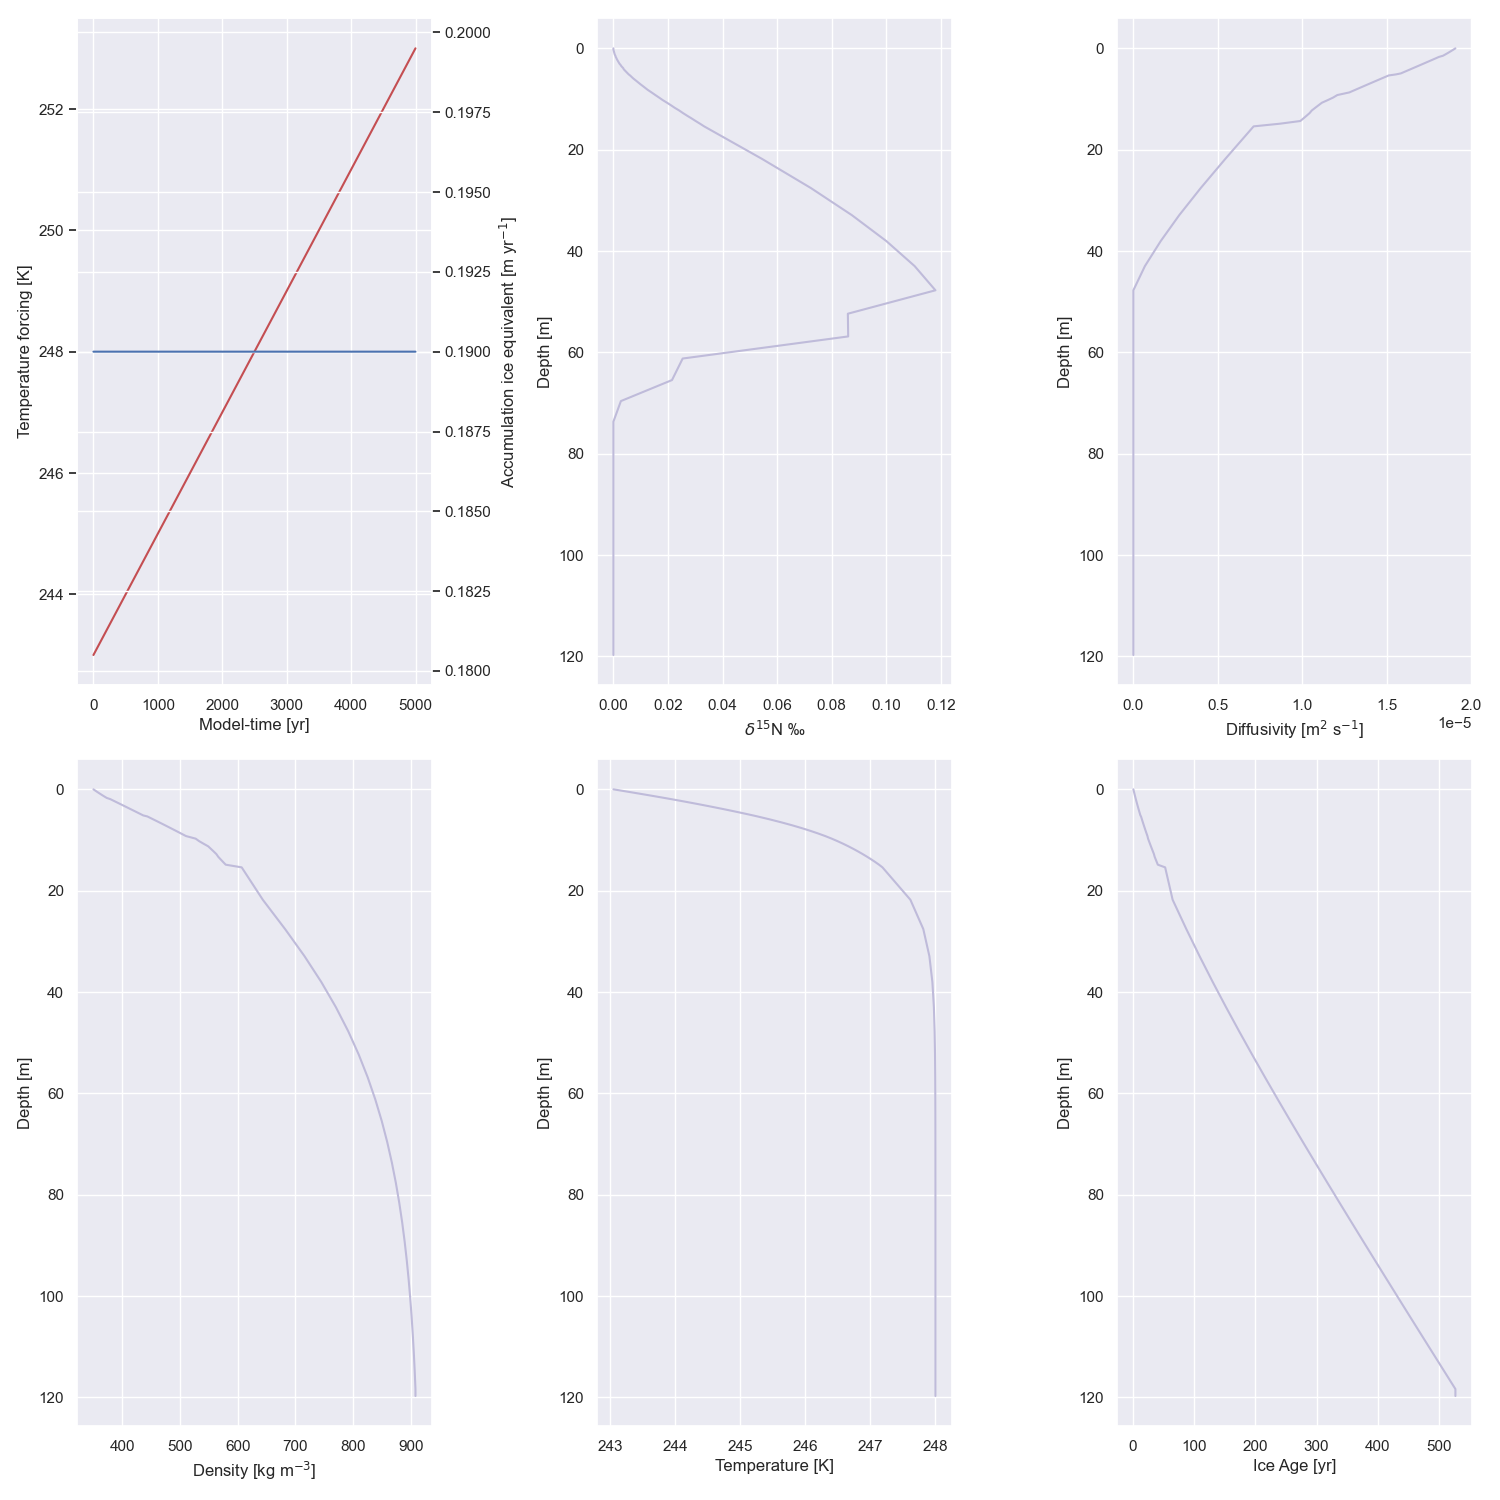 252
250
248
246
244
Temperature forcing [K]
0.2000
0.1975
0.1950
0.1925
0.1900
0.1875
0.1850
0.1825
0.1800
Accumulation ice equivalent [m yr⁻¹]
0 1000 2000 3000 4000 5000
Model-time [yr]
0
20
40
60
80
100
120
Depth [m]
0.00 0.02 0.04 0.06 0.08 0.10 0.12
δ¹⁵N ‰
0
20
40
60
80
100
120
Depth [m]
0.0 0.5 1.0 1.5 2.0
1e−5
Diffusivity [m² s⁻¹]
0
20
40
60
80
100
120
Depth [m]
400 500 600 700 800 900
Density [kg m⁻³]
0
20
40
60
80
100
120
Depth [m]
243 244 245 246 247 248
Temperature [K]
0
20
40
60
80
100
120
Depth [m]
0 100 200 300 400 500
Ice Age [yr]